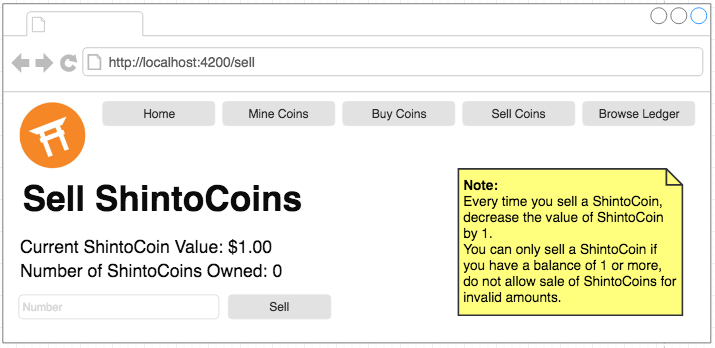 http://localhost:4200/sell
Home
Mine Coins
Buy Coins
Sell Coins
Browse Ledger
Sell ShintoCoins
Current ShintoCoin Value: $1.00
Number of ShintoCoins Owned: 0
Number
Sell
Note:
Every time you sell a ShintoCoin,
decrease the value of ShintoCoin
by 1.
You can only sell a ShintoCoin if
you have a balance of 1 or more,
do not allow sale of ShintoCoins for
invalid amounts.